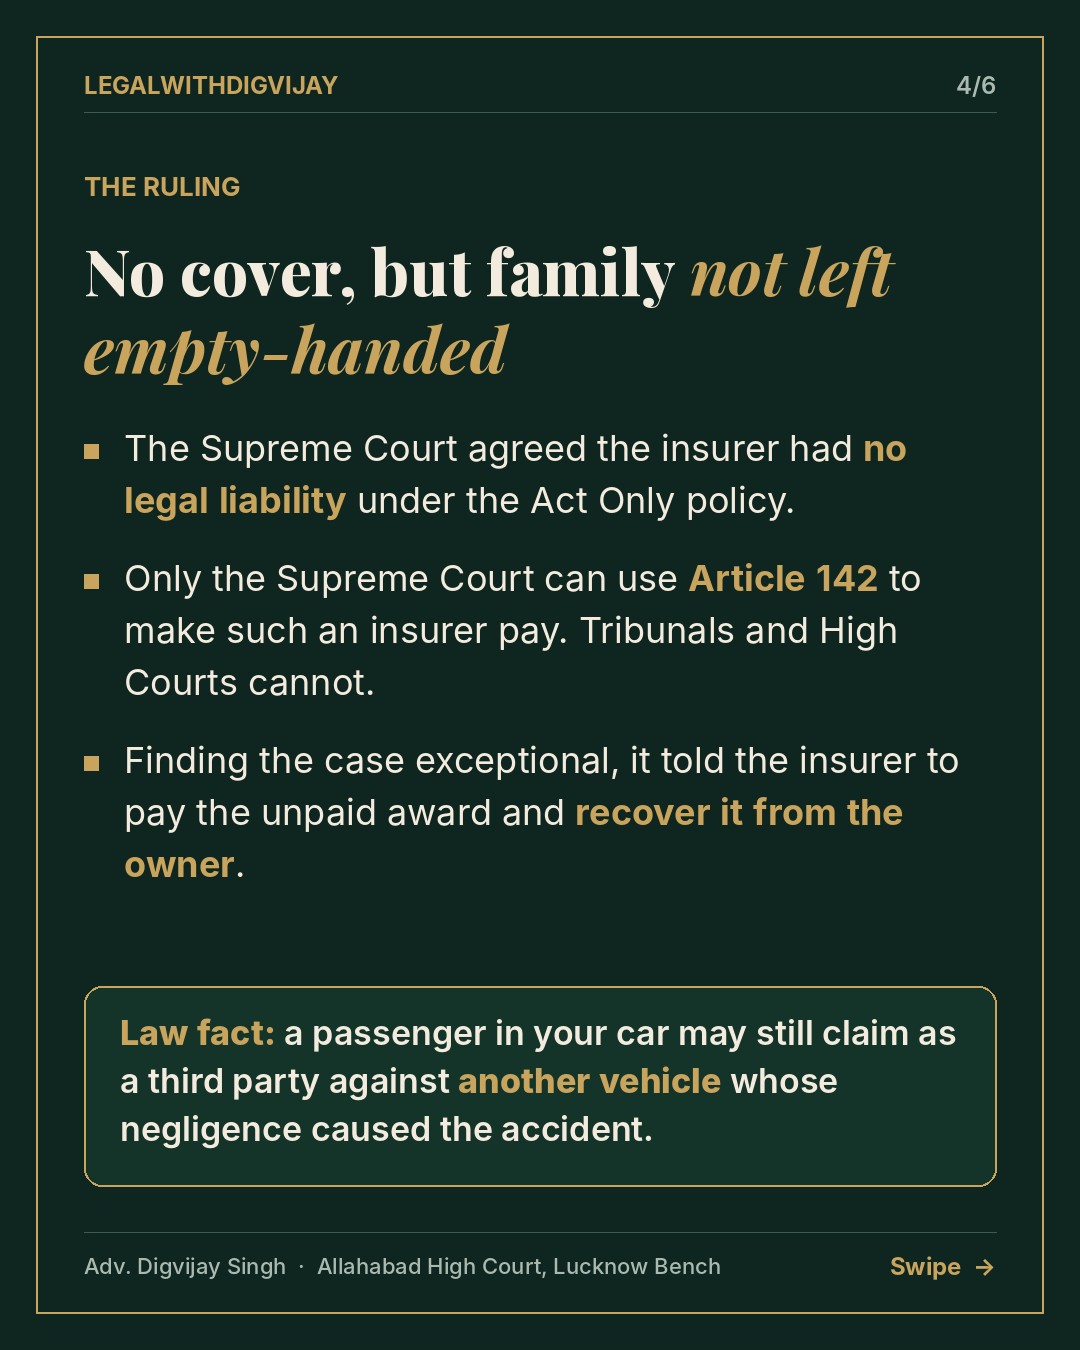 LEGALWITHDIGVIJAY
4/6
THE RULING
No cover, but family not left
empty-handed
The Supreme Court agreed the insurer had no
legal liability under the Act Only policy.
Only the Supreme Court can use Article 142 to
make such an insurer pay. Tribunals and High
Courts cannot.
Finding the case exceptional, it told the insurer to
pay the unpaid award and recover it from the
owner.
Law fact: a passenger in your car may still claim as
a third party against another vehicle whose
negligence caused the accident.
Adv. Digvijay Singh · Allahabad High Court, Lucknow Bench
Swipe →